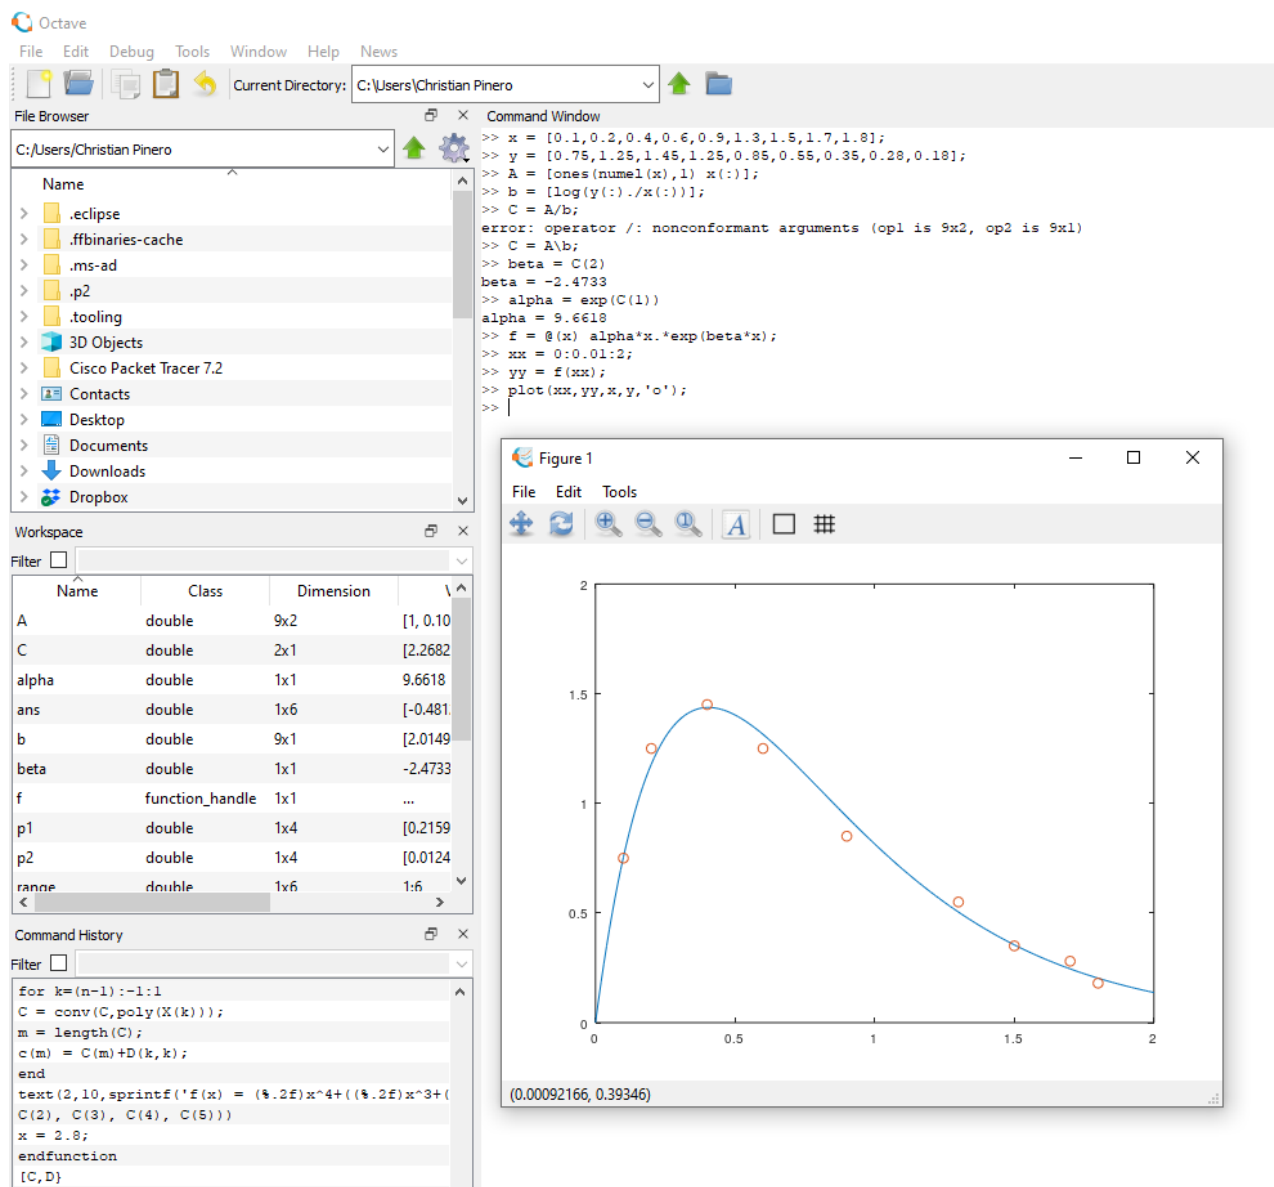 Octave
File Edit Debug Tools Window Help News
Current Directory: C:\Users\Christian Pinero
File Browser
C:/Users/Christian Pinero
Name
.eclipse
.ffbinaries-cache
.ms-ad
.p2
.tooling
3D Objects
Cisco Packet Tracer 7.2
Contacts
Desktop
Documents
Downloads
Dropbox
Workspace
Filter
Name Class Dimension
A double 9x2 [1, 0.10
C double 2x1 [2.2682
alpha double 1x1 9.6618
ans double 1x6 [-0.481
b double 9x1 [2.0149
beta double 1x1 -2.4733
f function_handle 1x1 ...
p1 double 1x4 [0.2159
p2 double 1x4 [0.0124
range double 1x6 1:6
Command History
Filter
for k=(n-1):-1:1
C = conv(C,poly(X(k)));
m = length(C);
c(m) = C(m)+D(k,k);
end
text(2,10,sprintf('f(x) = (%.2f)x^4+((%.2f)x^3+(
C(2), C(3), C(4), C(5)))
x = 2.8;
endfunction
[C,D}
Command Window
>> x = [0.1,0.2,0.4,0.6,0.9,1.3,1.5,1.7,1.8];
>> y = [0.75,1.25,1.45,1.25,0.85,0.55,0.35,0.28,0.18];
>> A = [ones(numel(x),1) x(:)];
>> b = [log(y(:)./x(:))];
>> C = A/b;
error: operator /: nonconformant arguments (op1 is 9x2, op2 is 9x1)
>> C = A\b;
>> beta = C(2)
beta = -2.4733
>> alpha = exp(C(1))
alpha = 9.6618
>> f = @(x) alpha*x.*exp(beta*x);
>> xx = 0:0.01:2;
>> yy = f(xx);
>> plot(xx,yy,x,y,'o');
>>
Figure 1
File Edit Tools
A
2
1.5
1
0.5
0
0 0.5 1 1.5 2
(0.00092166, 0.39346)